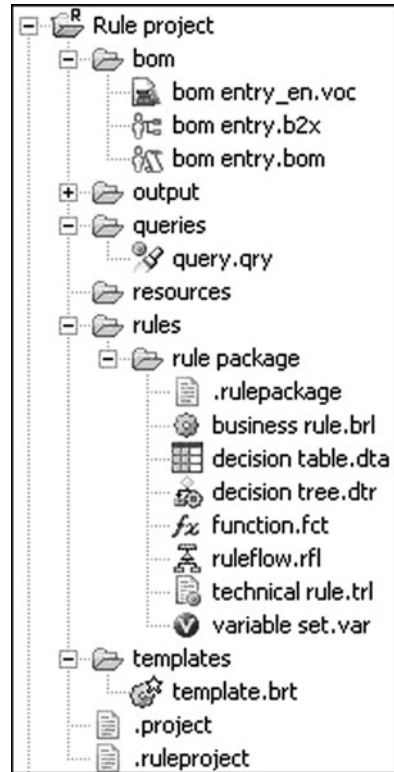 R
Rule project
bom
bom entry_en.voc
bom entry.b2x
bom entry.bom
output
queries
query.qry
resources
rules
rule package
.rulepackage
business rule.brl
decision table.dta
decision tree.dtr
fx function.fct
ruleflow.rfl
technical rule.trl
V variable set.var
templates
template.brt
.project
.ruleproject